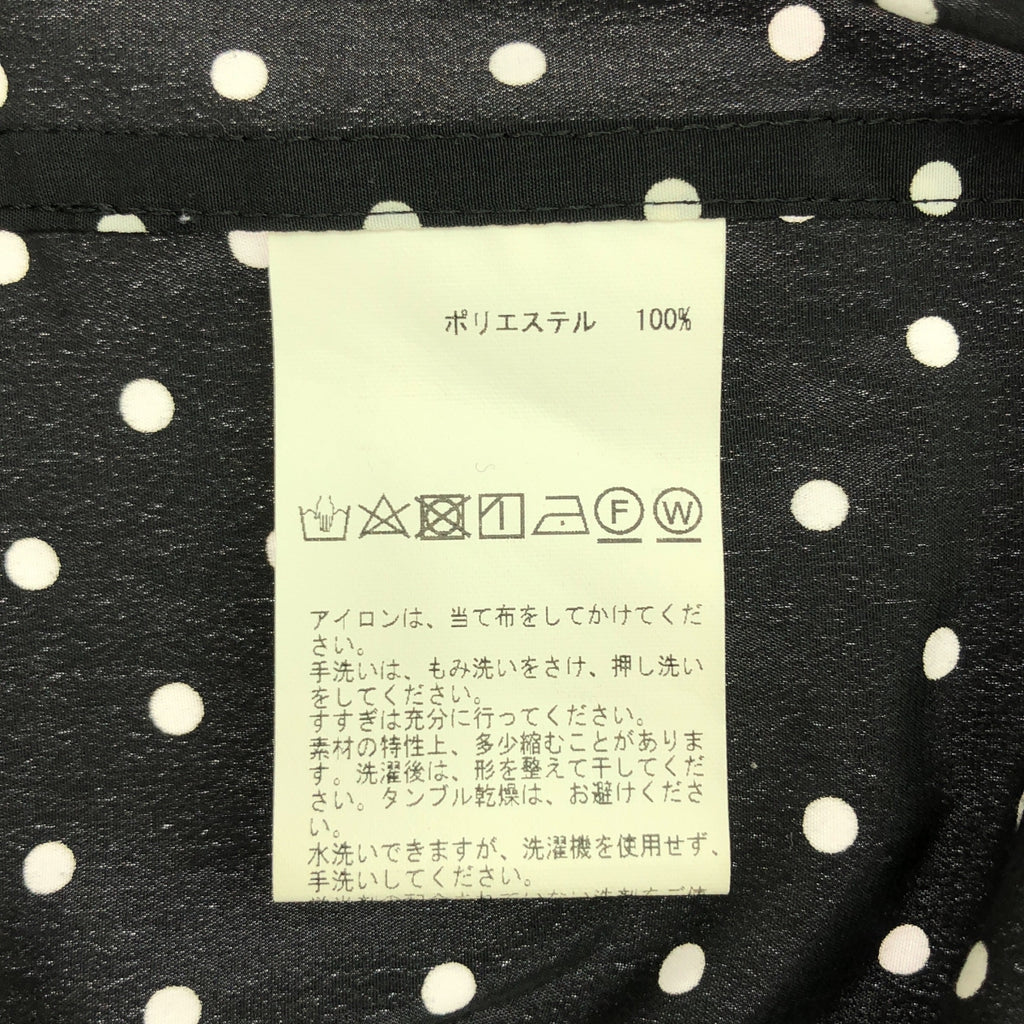 ポリエステル 100%
F W
アイロンは、当て布をしてかけてくだ
さい。
手洗いは、もみ洗いをさけ、押し洗い
をしてください。
すすぎは充分に行ってください。
素材の特性上、多少縮むことがありま
す。洗濯後は、形を整えて干してくだ
さい。タンブル乾燥は、お避けくださ
い。
水洗いできますが、洗濯機を使用せず、
手洗いしてください。